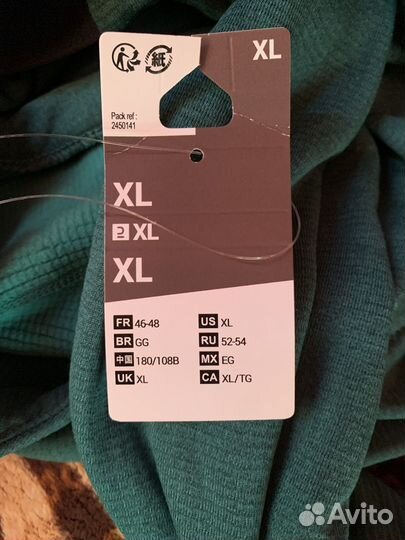 XL
紙
Pack ref :
2450141
XL
XL
XL
FR 46-48
BR GG
中国 180/108B
UK XL
US XL
RU 52-54
MX EG
CA XL/TG
Avito